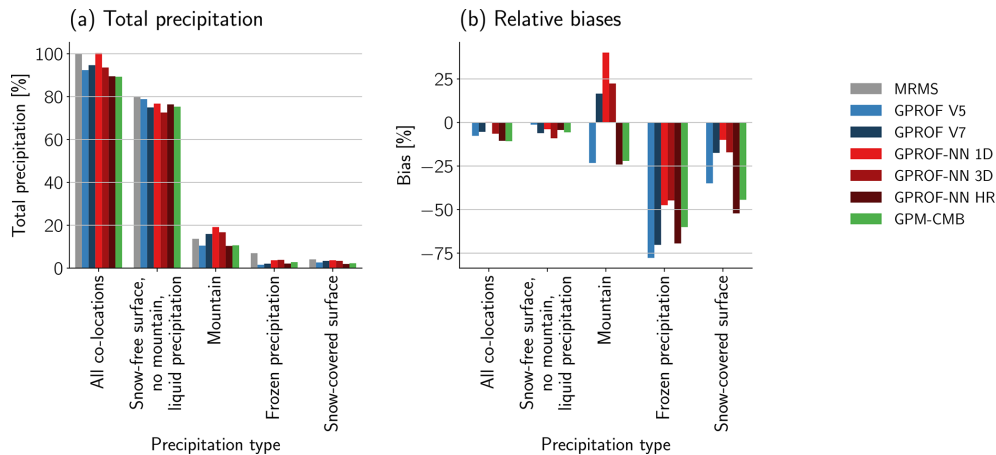 (a) Total precipitation
Total precipitation [%]
100
80
60
40
20
0
All co-locations
Snow-free surface,
no mountain,
liquid precipitation
Mountain
Frozen precipitation
Snow-covered surface
Precipitation type
(b) Relative biases
Bias [%]
25
0
−25
−50
−75
All co-locations
Snow-free surface,
no mountain,
liquid precipitation
Mountain
Frozen precipitation
Snow-covered surface
Precipitation type
MRMS
GPROF V5
GPROF V7
GPROF-NN 1D
GPROF-NN 3D
GPROF-NN HR
GPM-CMB